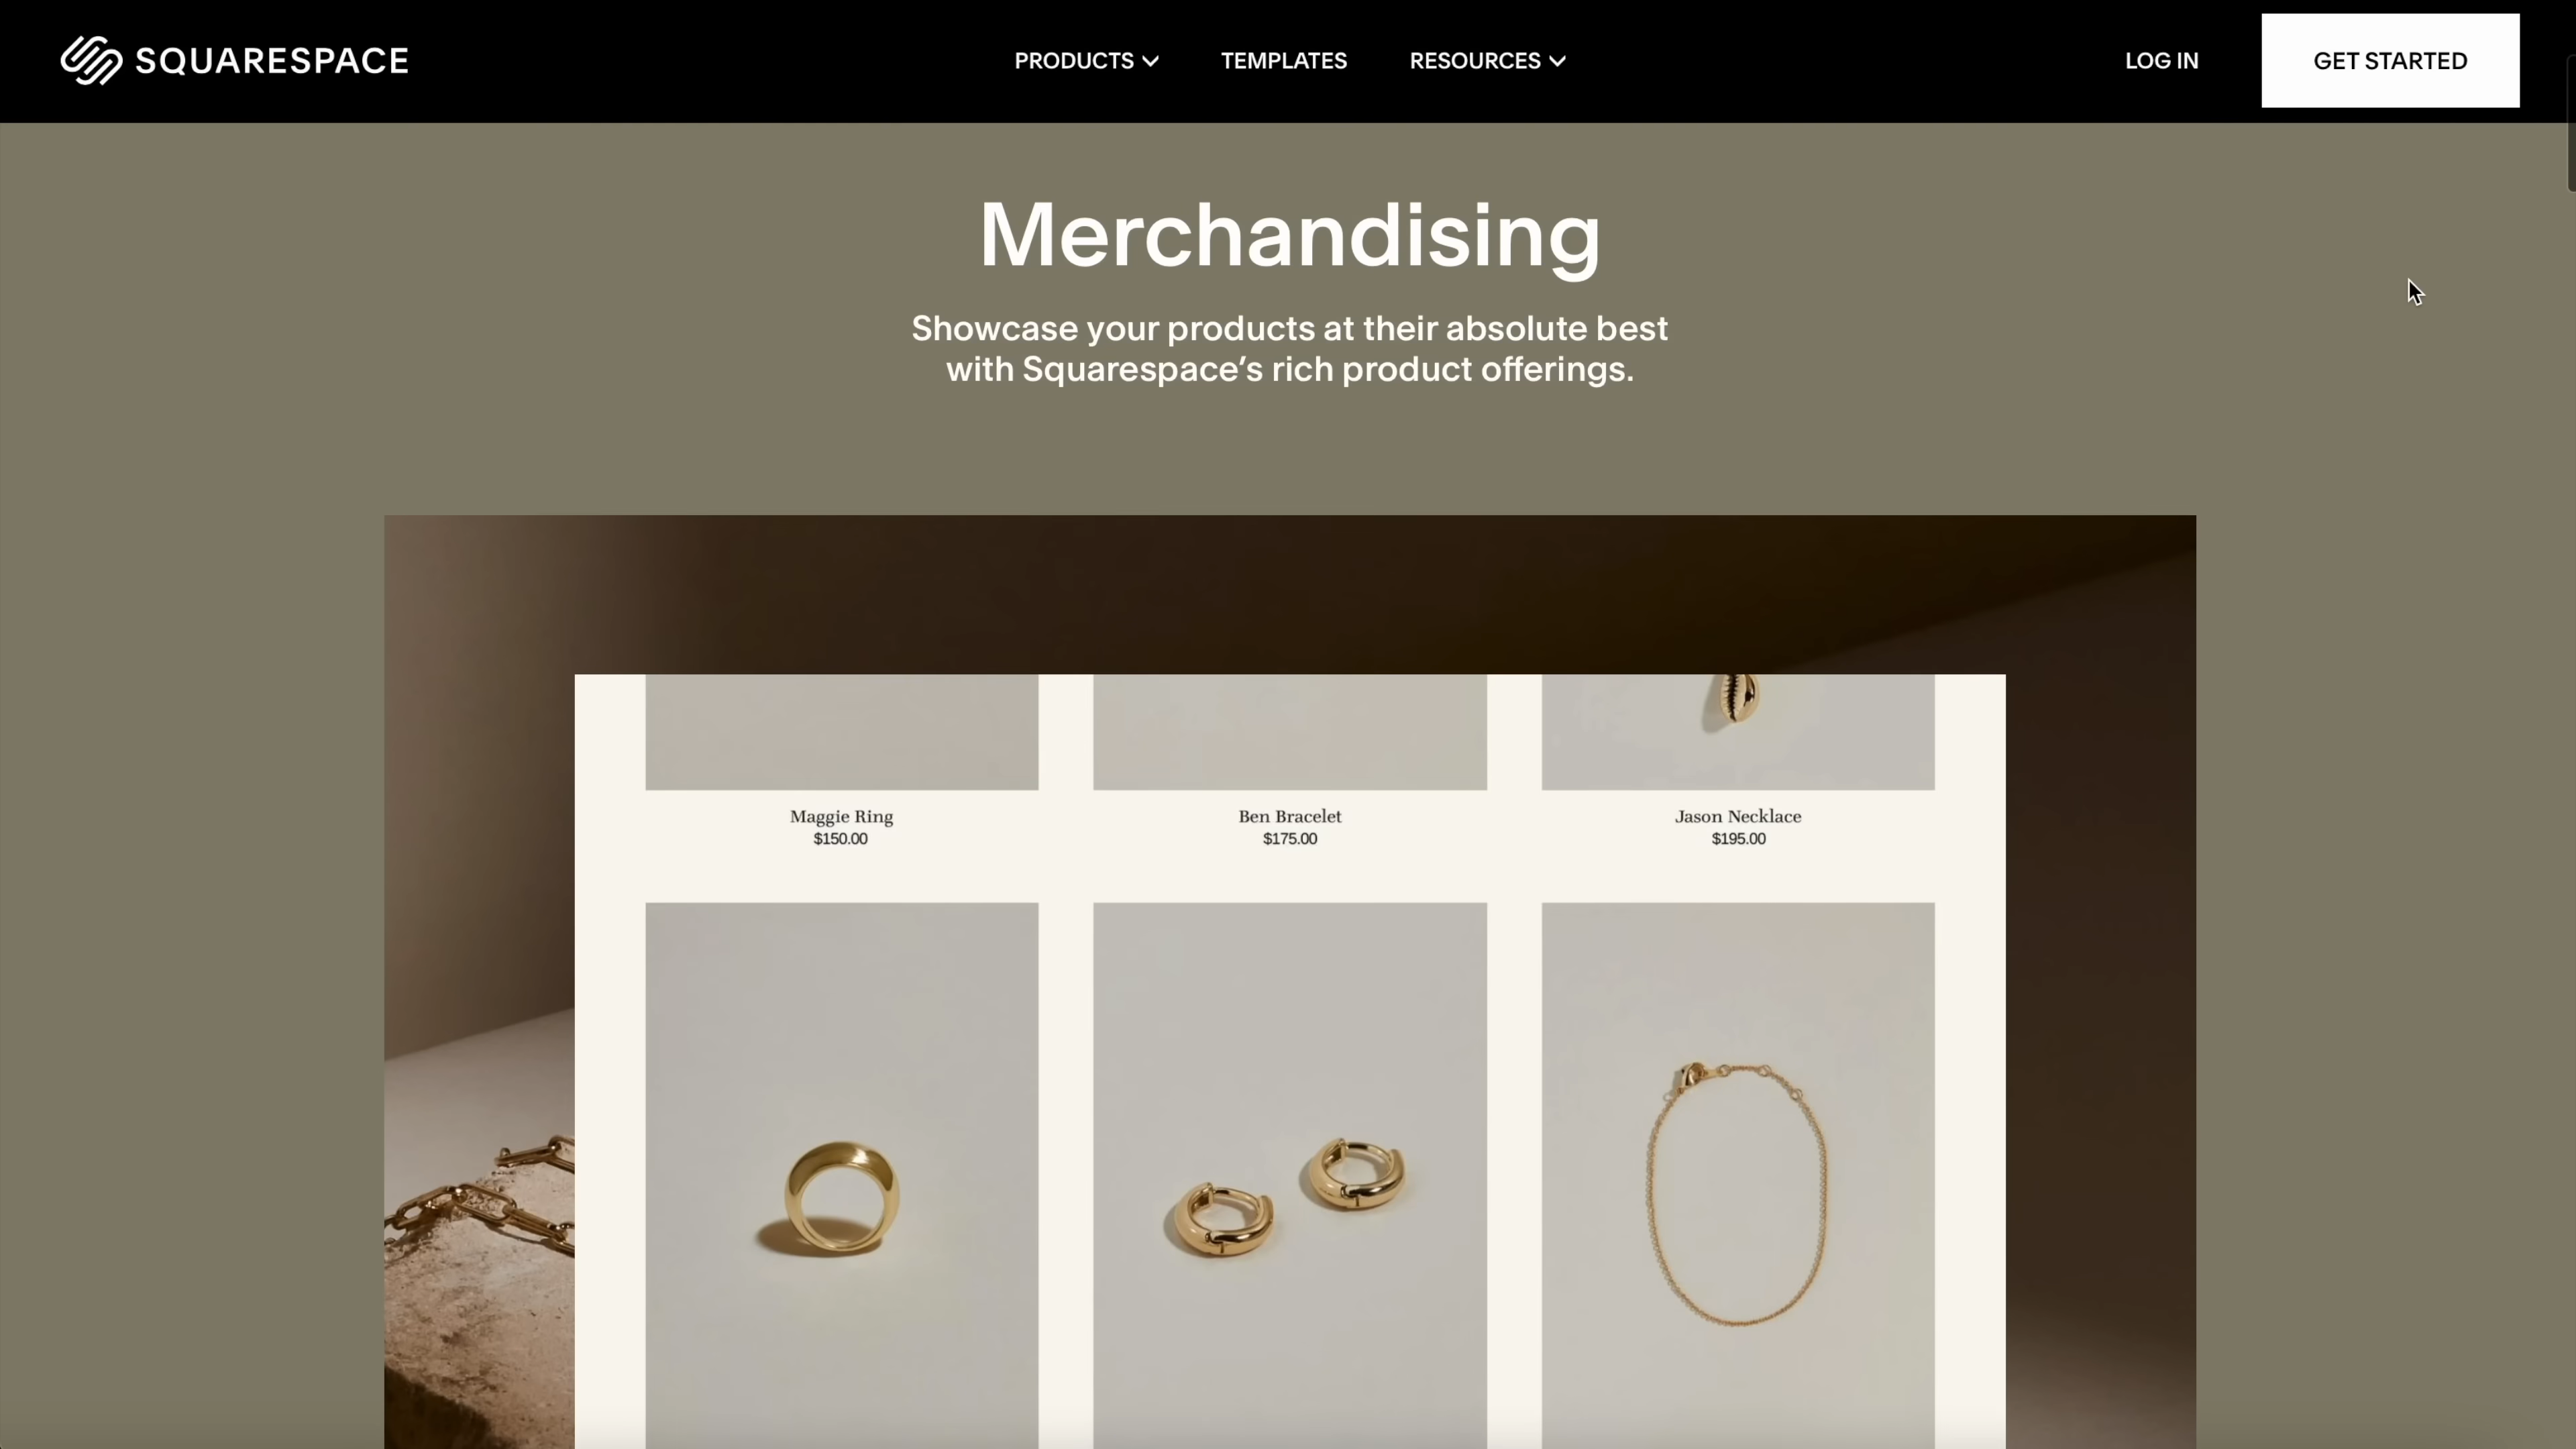 SQUARESPACE
PRODUCTS
TEMPLATES
RESOURCES
LOG IN
GET STARTED
Merchandising
Showcase your products at their absolute best
with Squarespace’s rich product offerings.
Maggie Ring
$150.00
Ben Bracelet
$175.00
Jason Necklace
$195.00